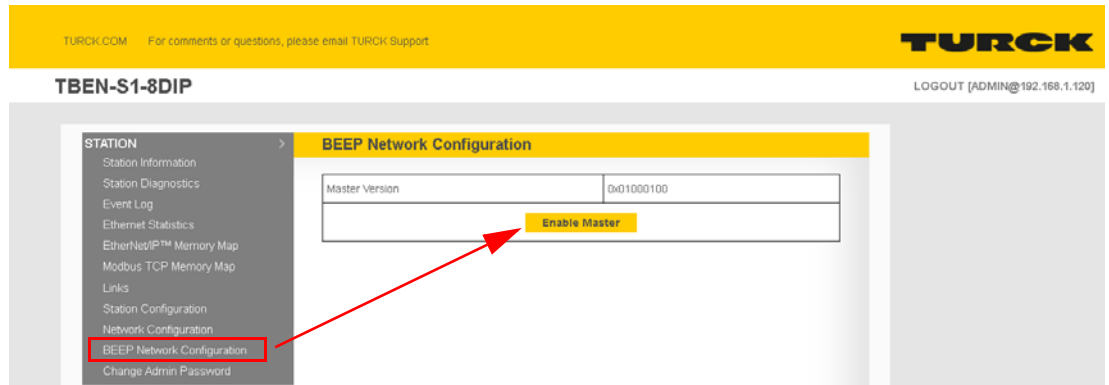 TURCK.COM For comments or questions, please email TURCK Support
TURCK
TBEN-S1-8DIP
LOGOUT [ADMIN@192.168.1.120]
STATION >
Station Information
Station Diagnostics
Event Log
Ethernet Statistics
EtherNet/IP™ Memory Map
Modbus TCP Memory Map
Links
Station Configuration
Network Configuration
BEEP Network Configuration
Change Admin Password
BEEP Network Configuration
Master Version 0x01000100
Enable Master